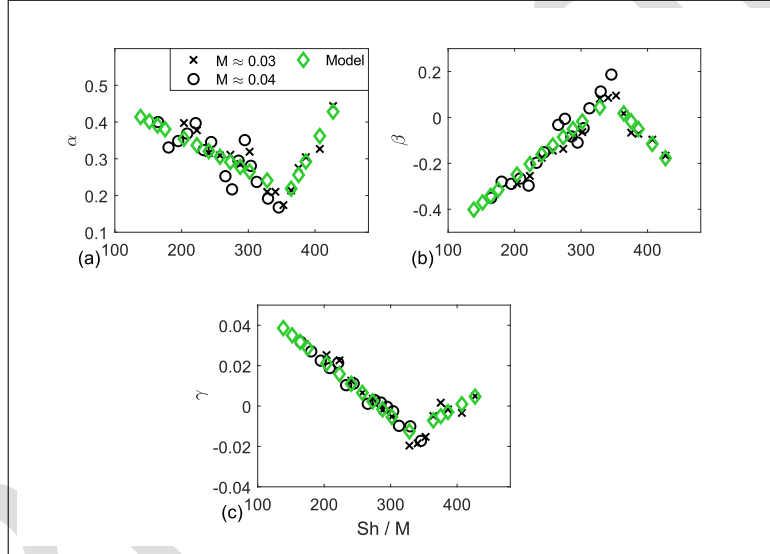 × M ≈ 0.03 ◇ Model
○ M ≈ 0.04
0.5
0.4
0.3
0.2
0.1
α
100 200 300 400
(a)
0.2
0
-0.2
-0.4
β
100 200 300 400
(b)
0.04
0.02
0
-0.02
-0.04
γ
100 200 300 400
(c)
Sh / M